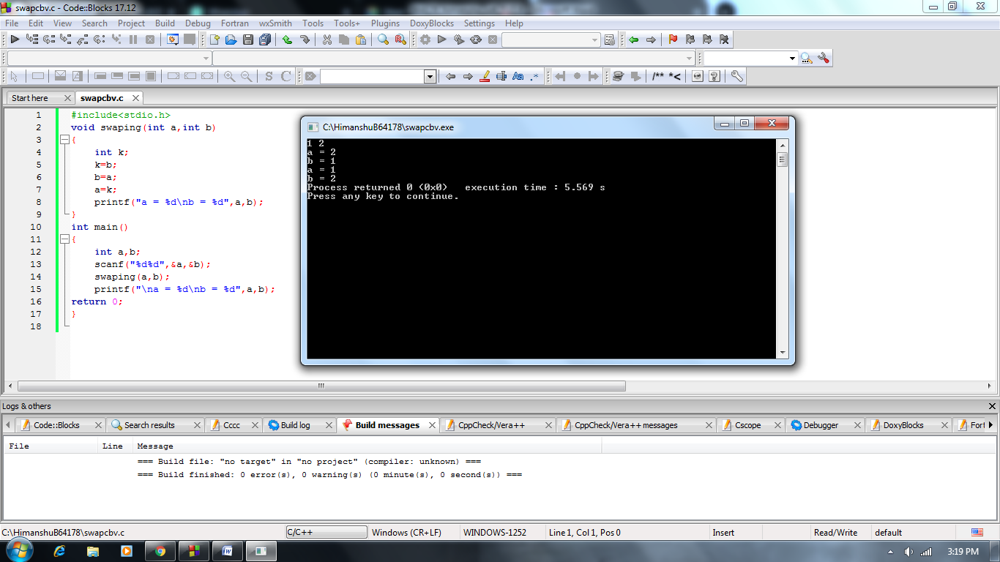 swapcbv.c - Code::Blocks 17.12
File Edit View Search Project Build Debug Fortran wxSmith Tools Tools+ Plugins DoxyBlocks Settings Help
Start here swapcbv.c
1 #include<stdio.h>
2 void swaping(int a,int b)
3 {
4 int k;
5 k=b;
6 b=a;
7 a=k;
8 printf("a = %d\nb = %d",a,b);
9 }
10 int main()
11 {
12 int a,b;
13 scanf("%d%d",&a,&b);
14 swaping(a,b);
15 printf("\na = %d\nb = %d",a,b);
16 return 0;
17 }
18
C:\HimanshuB64178\swapcbv.exe
1 2
a = 2
b = 1
a = 1
b = 2
Process returned 0 (0x0) execution time : 5.569 s
Press any key to continue.
Logs & others
Code::Blocks Search results Cccc Build log Build messages CppCheck/Vera++ CppCheck/Vera++ messages Cscope Debugger DoxyBlocks Fort
File Line Message
=== Build file: "no target" in "no project" (compiler: unknown) ===
=== Build finished: 0 error(s), 0 warning(s) (0 minute(s), 0 second(s)) ===
C:\HimanshuB64178\swapcbv.c C/C++ Windows (CR+LF) WINDOWS-1252 Line 1, Col 1, Pos 0 Insert Read/Write default
3:19 PM